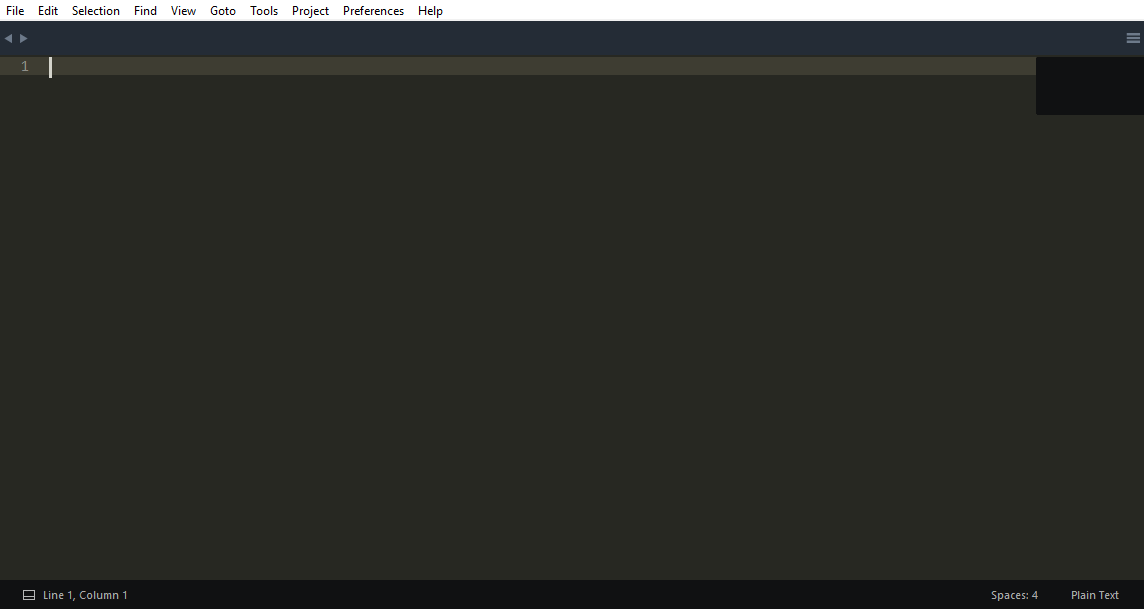 File Edit Selection Find View Goto Tools Project Preferences Help
1
Line 1, Column 1 Spaces: 4 Plain Text